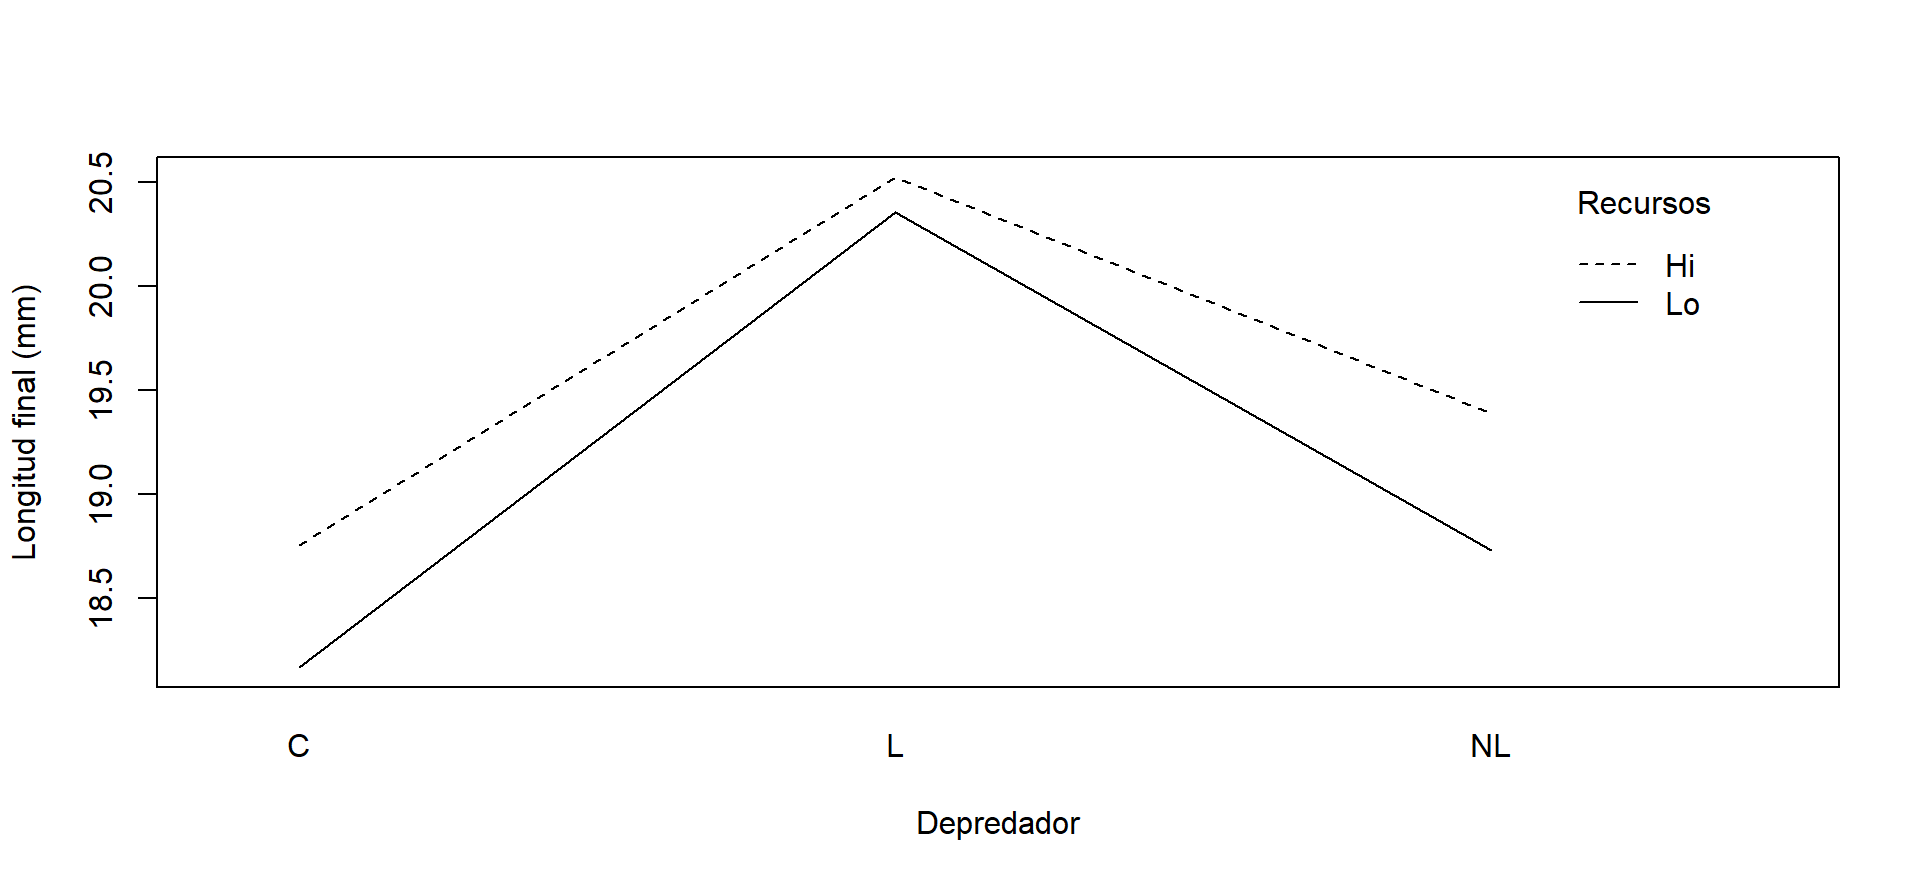 Recursos
Hi
Lo
Longitud final (mm)
20.5
20.0
19.5
19.0
18.5
C
L
NL
Depredador